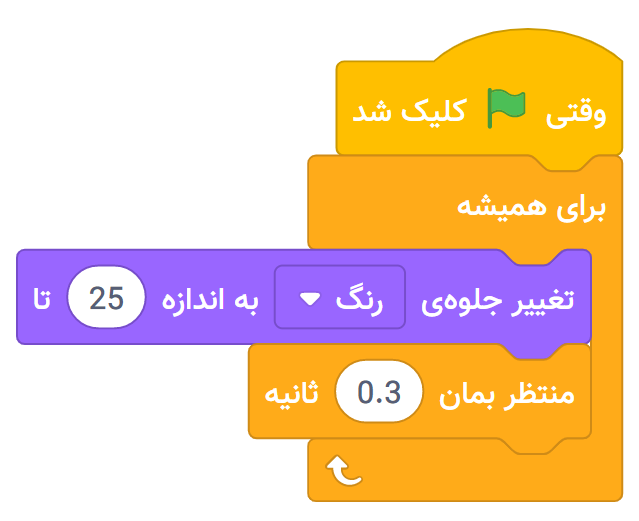 وقتی کلیک شد
برای همیشه
تغییر جلوه‌ی رنگ به اندازه 25 تا
منتظر بمان 0.3 ثانیه